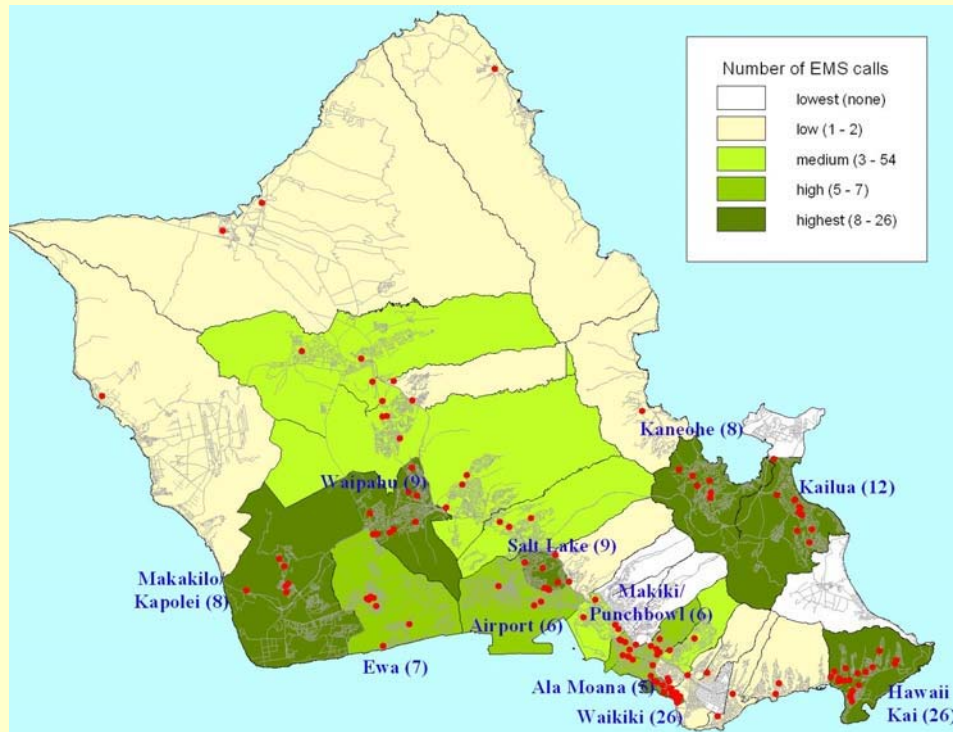 Number of EMS calls
lowest (none)
low (1 - 2)
medium (3 - 54
high (5 - 7)
highest (8 - 26)
Kaneohe (8)
Waipahu (9)
Kailua (12)
Salt Lake (9)
Makakilo/
Kapolei (8)
Makiki/
Punchbowl (6)
Airport (6)
Ewa (7)
Ala Moana (5)
Waikiki (26)
Hawaii
Kai (26)